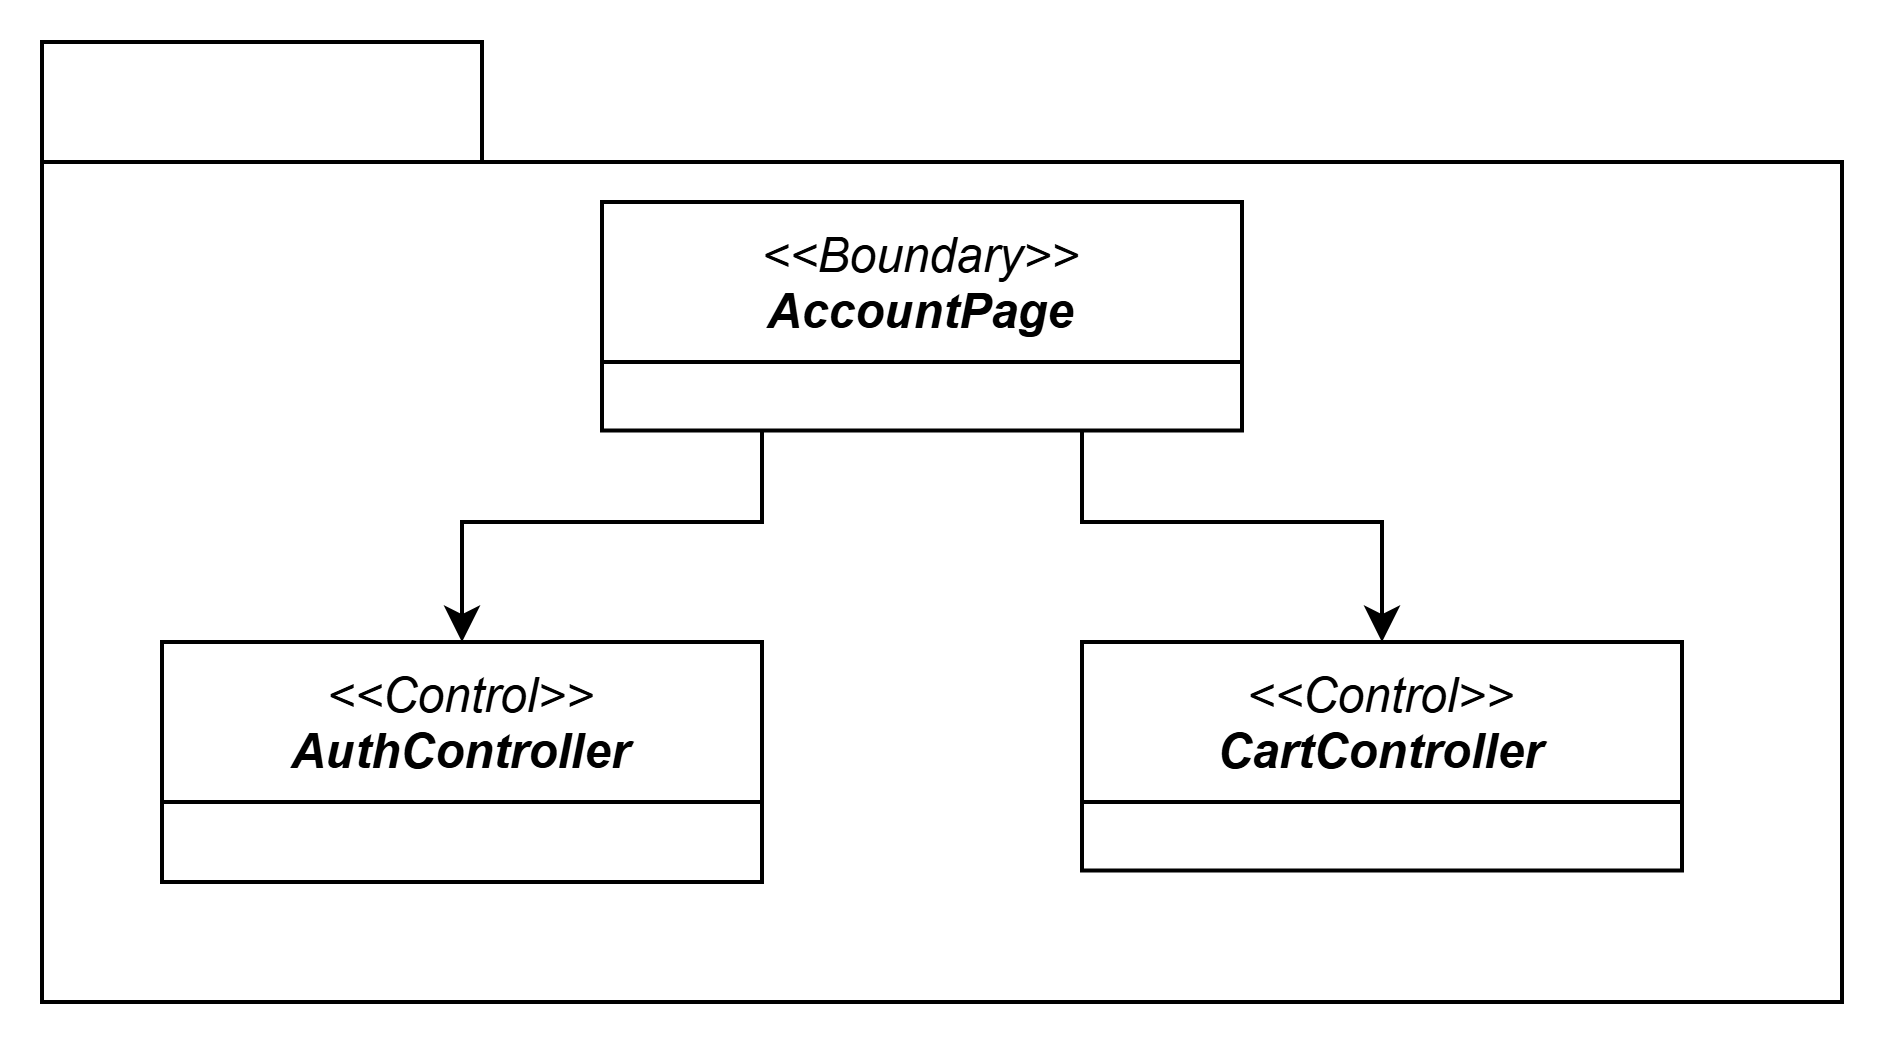 <<Boundary>>
AccountPage
<<Control>>
AuthController
<<Control>>
CartController